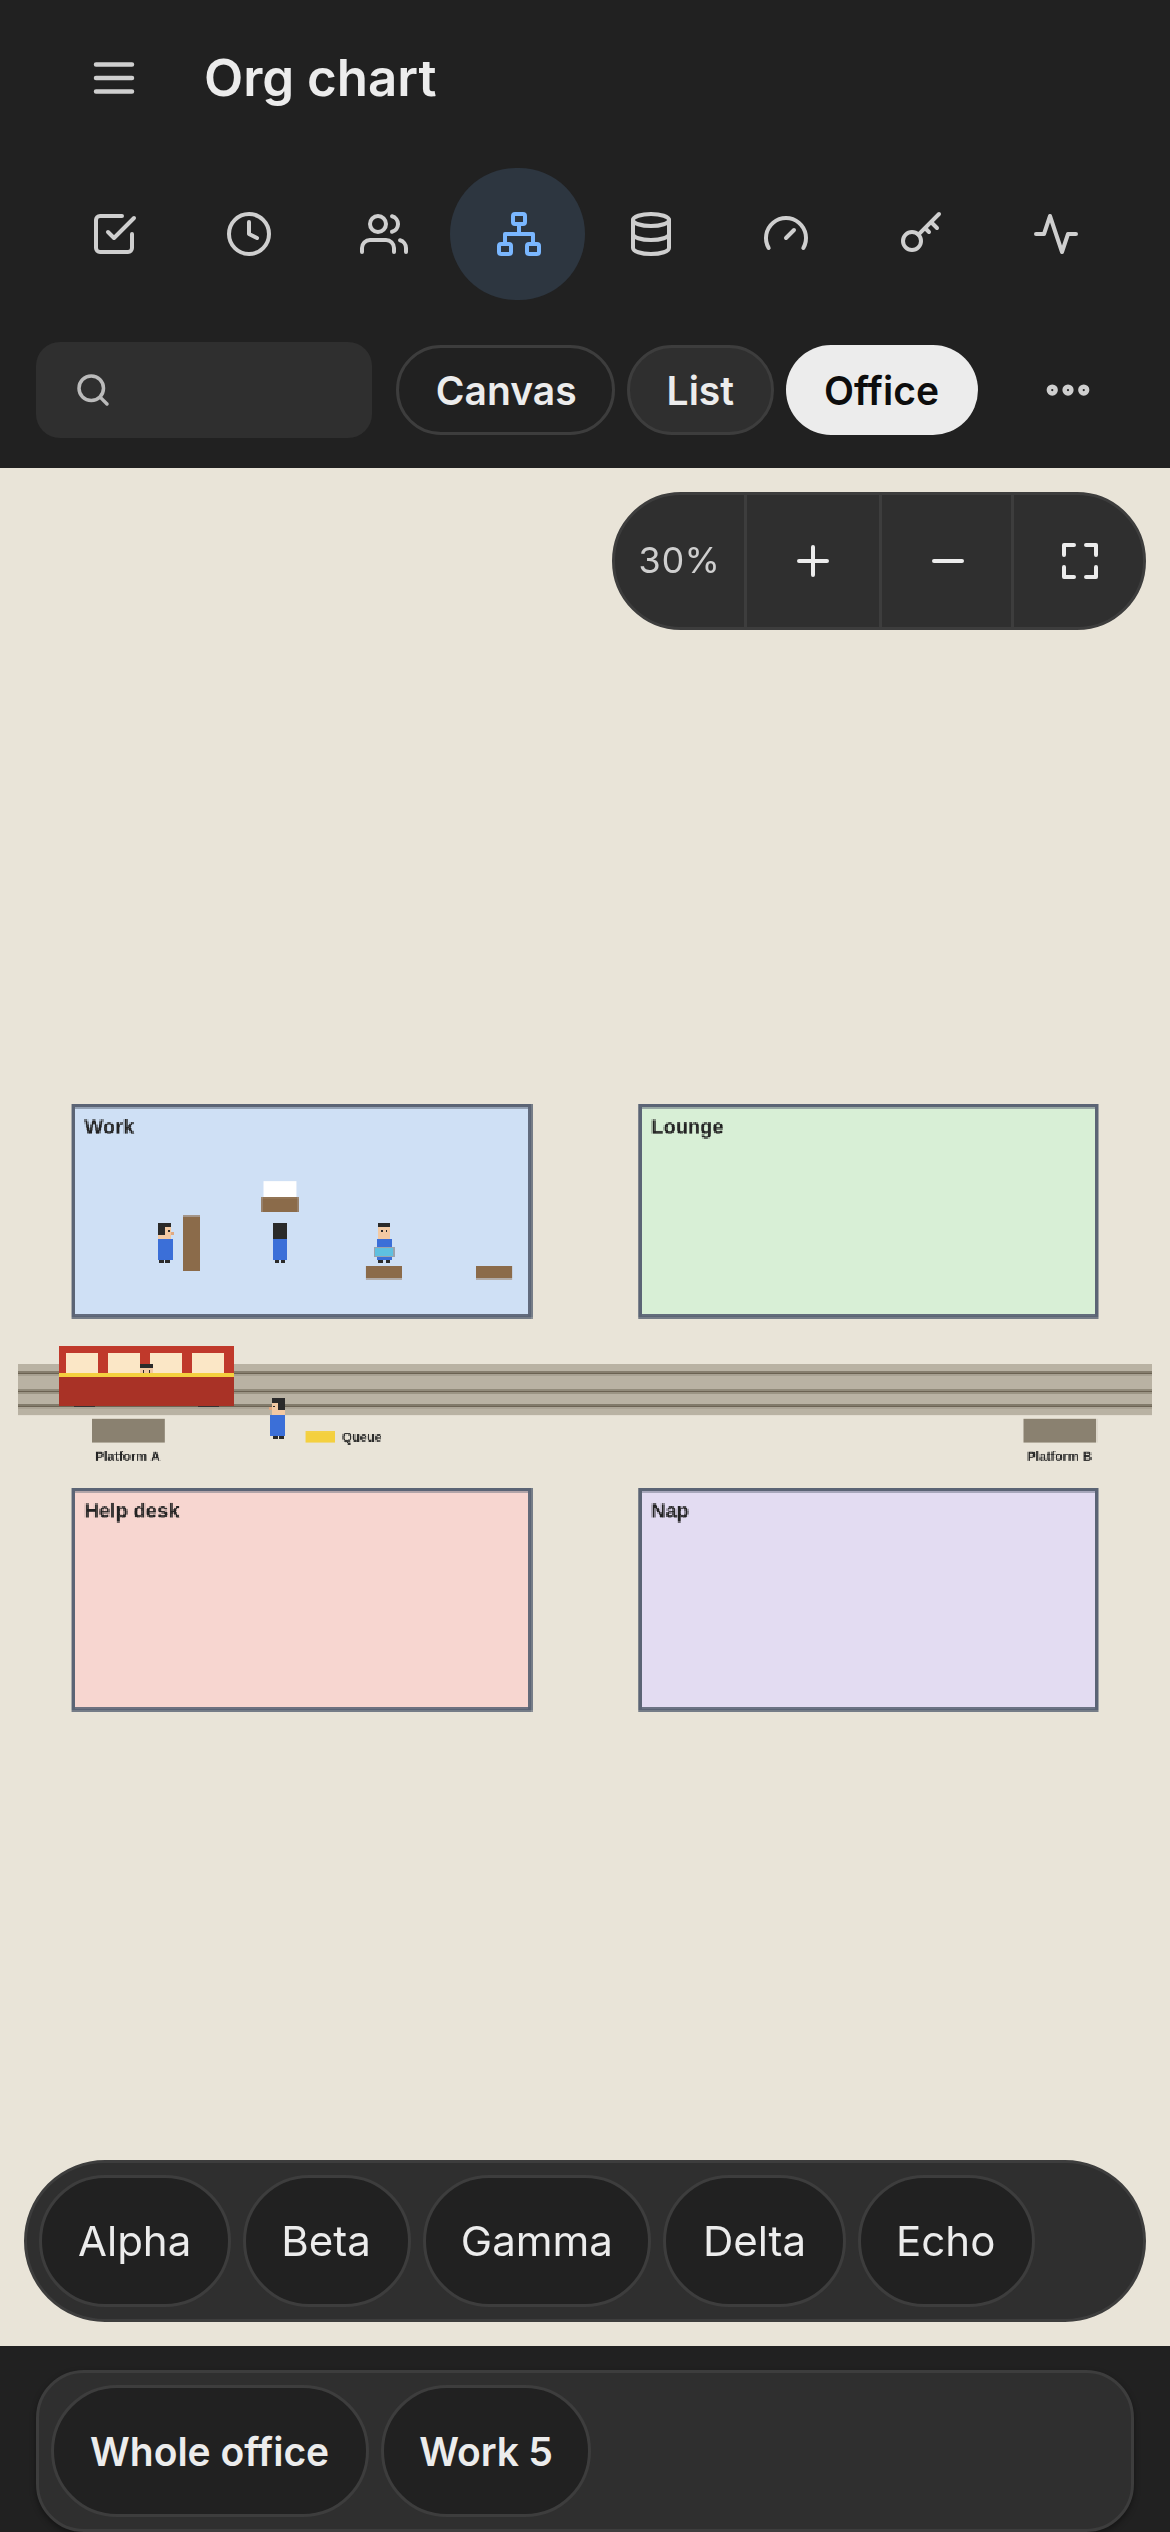 Org chart
Canvas List Office
30%
Work
Lounge
Queue
Platform A
Platform B
Help desk
Nap
Alpha Beta Gamma Delta Echo
Whole office Work 5